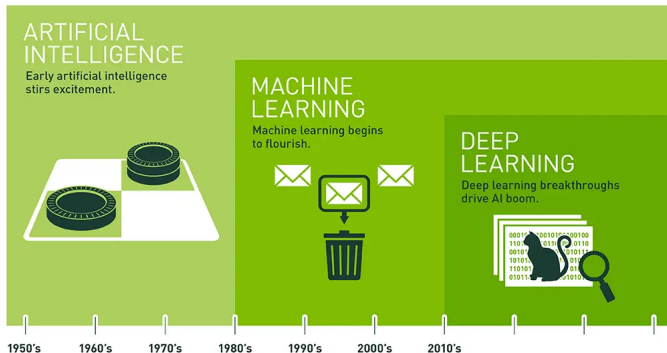 ARTIFICIAL
INTELLIGENCE
Early artificial intelligence
stirs excitement.
MACHINE
LEARNING
Machine learning begins
to flourish.
DEEP
LEARNING
Deep learning breakthroughs
drive AI boom.
1950's
1960's
1970's
1980's
1990's
2000's
2010's